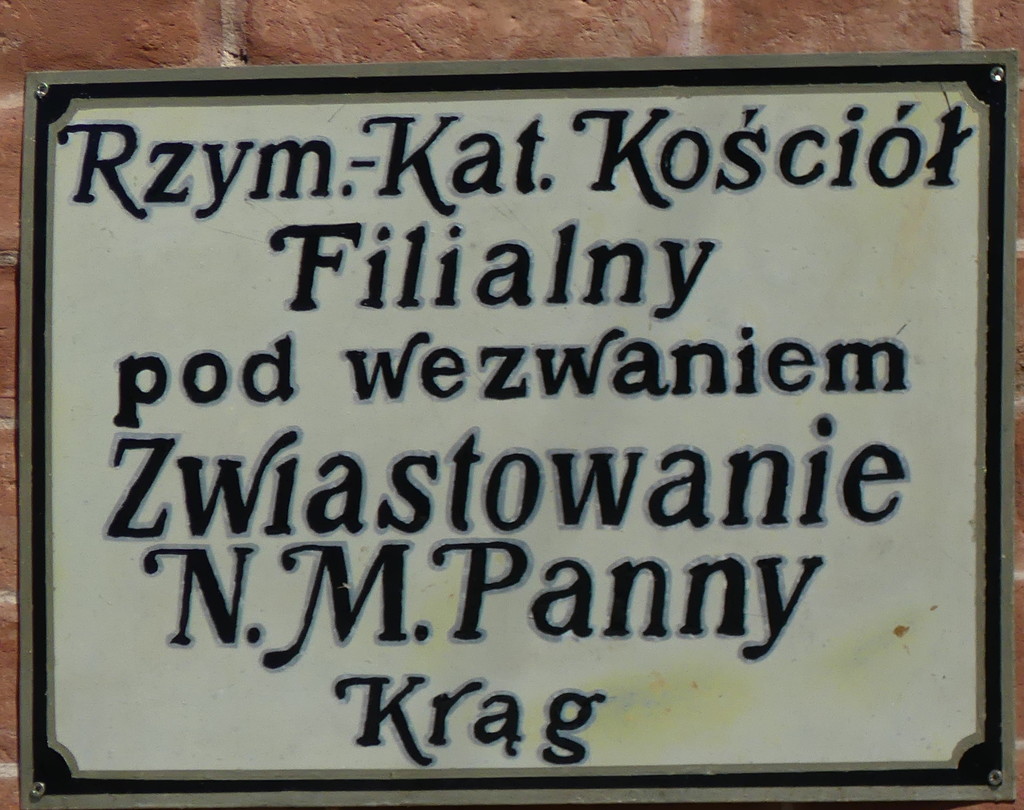 Rzym.-Kat. Kościół
Filialny
pod wezwaniem
Zwiastowanie
N.M.Panny
Krąg